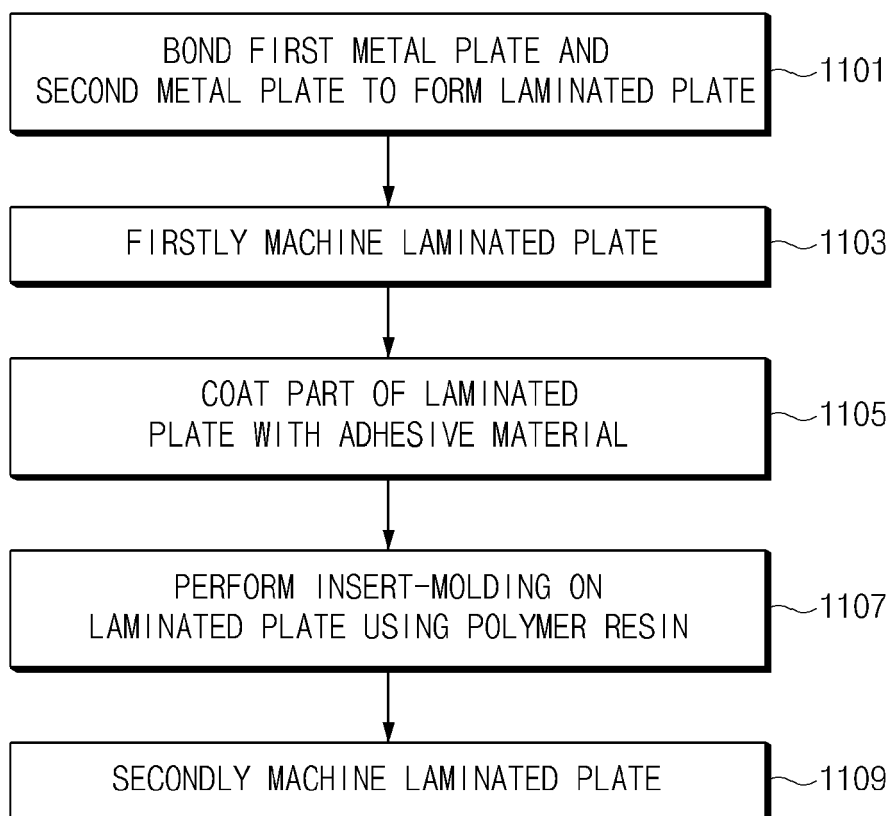 BOND FIRST METAL PLATE AND
SECOND METAL PLATE TO FORM LAMINATED PLATE
1101
FIRSTLY MACHINE LAMINATED PLATE
1103
COAT PART OF LAMINATED
PLATE WITH ADHESIVE MATERIAL
1105
PERFORM INSERT-MOLDING ON
LAMINATED PLATE USING POLYMER RESIN
1107
SECONDLY MACHINE LAMINATED PLATE
1109